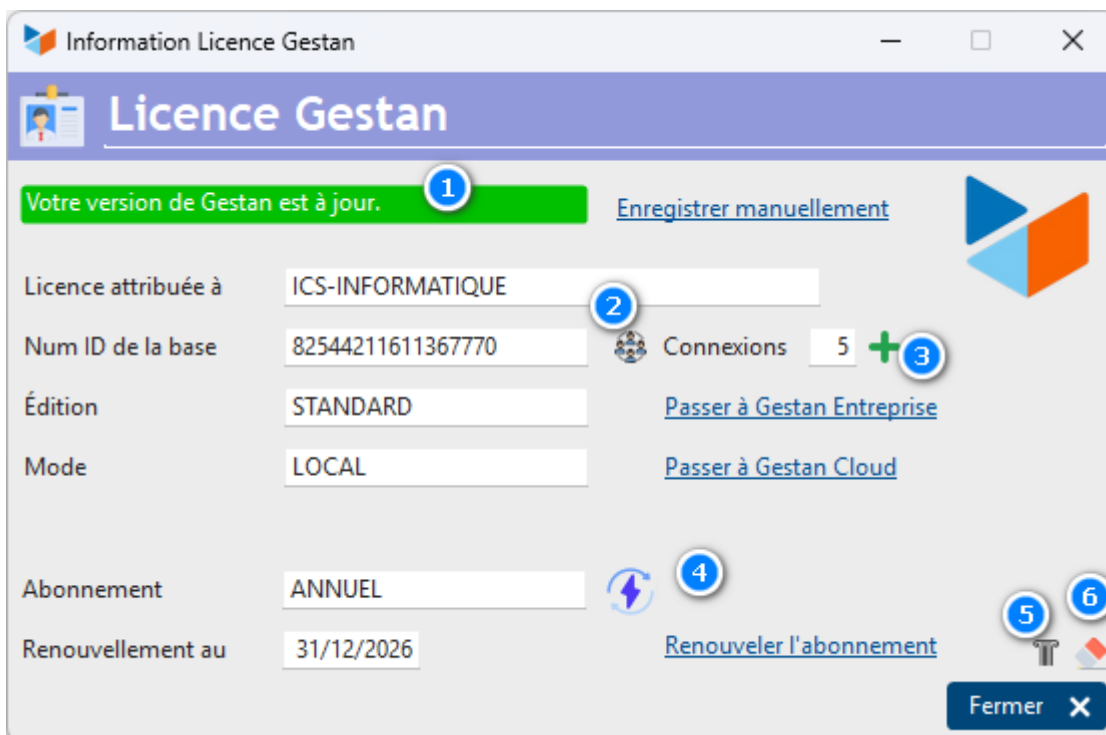 Information Licence Gestan
Licence Gestan
Votre version de Gestan est à jour. 1 Enregistrer manuellement
Licence attribuée à ICS-INFORMATIQUE
2
Num ID de la base 82544211611367770 Connexions 5 3
Édition STANDARD Passer à Gestan Entreprise
Mode LOCAL Passer à Gestan Cloud
Abonnement ANNUEL 4
6
5
Renouvellement au 31/12/2026 Renouveler l'abonnement
Fermer